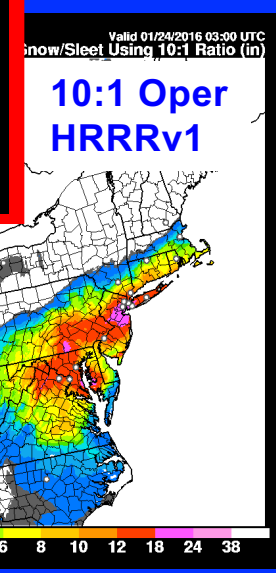 Valid 01/24/2016 03:00 UTC
Snow/Sleet Using 10:1 Ratio (in)
10:1 Oper
HRRRv1
6 8 10 12 18 24 38